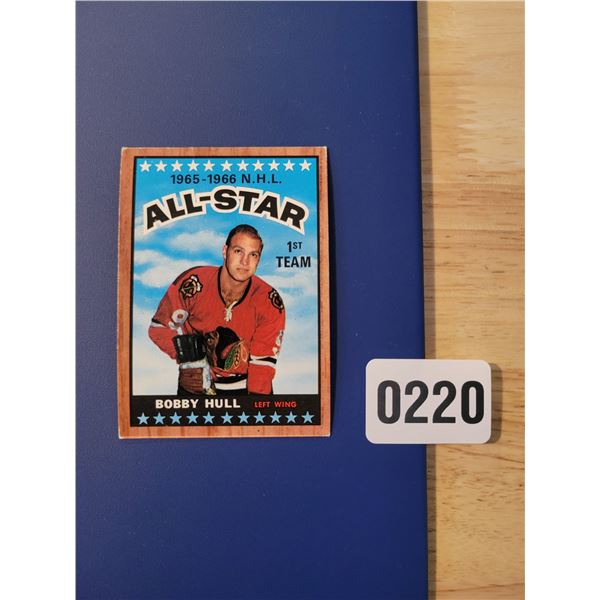 1965-1966 N.H.L.
ALL-STAR
1ST
TEAM
BOBBY HULL LEFT WING
0220